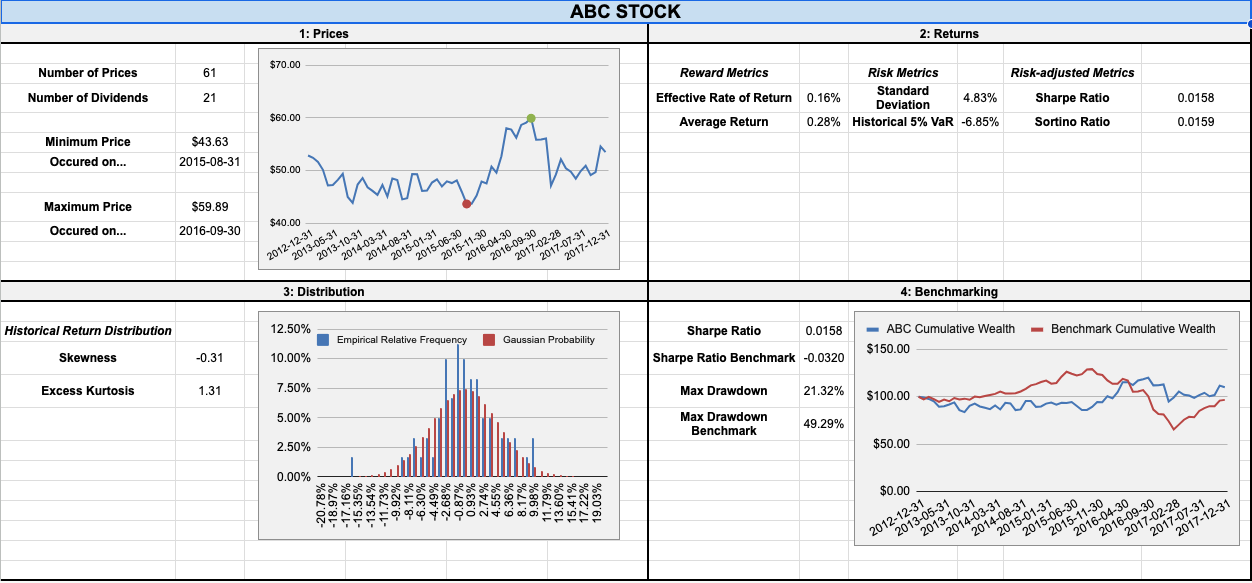 ABC STOCK
1: Prices
Number of Prices 61
Number of Dividends 21
Minimum Price $43.63
Occured on... 2015-08-31
Maximum Price $59.89
Occured on... 2016-09-30
$70.00
$60.00
$50.00
$40.00
2012-12-31 2013-05-31 2013-10-31 2014-03-31 2014-08-31 2015-01-31 2015-06-30 2015-11-30 2016-04-30 2016-09-30 2017-02-28 2017-07-31 2017-12-31
2: Returns
Reward Metrics Risk Metrics Risk-adjusted Metrics
Effective Rate of Return 0.16% Standard Deviation 4.83% Sharpe Ratio 0.0158
Average Return 0.28% Historical 5% VaR -6.85% Sortino Ratio 0.0159
3: Distribution
Historical Return Distribution
Skewness -0.31
Excess Kurtosis 1.31
Empirical Relative Frequency Gaussian Probability
12.50%
10.00%
7.50%
5.00%
2.50%
0.00%
-20.78% -18.97% -17.16% -15.35% -13.54% -11.73% -9.92% -8.11% -6.30% -4.49% -2.68% -0.87% 0.93% 2.74% 4.55% 6.36% 8.17% 9.98% 11.79% 13.60% 15.41% 17.22% 19.03%
4: Benchmarking
Sharpe Ratio 0.0158
Sharpe Ratio Benchmark -0.0320
Max Drawdown 21.32%
Max Drawdown
Benchmark 49.29%
ABC Cumulative Wealth Benchmark Cumulative Wealth
$150.00
$100.00
$50.00
$0.00
2012-12-31 2013-05-31 2013-10-31 2014-03-31 2014-08-31 2015-01-31 2015-06-30 2015-11-30 2016-04-30 2016-09-30 2017-02-28 2017-07-31 2017-12-31